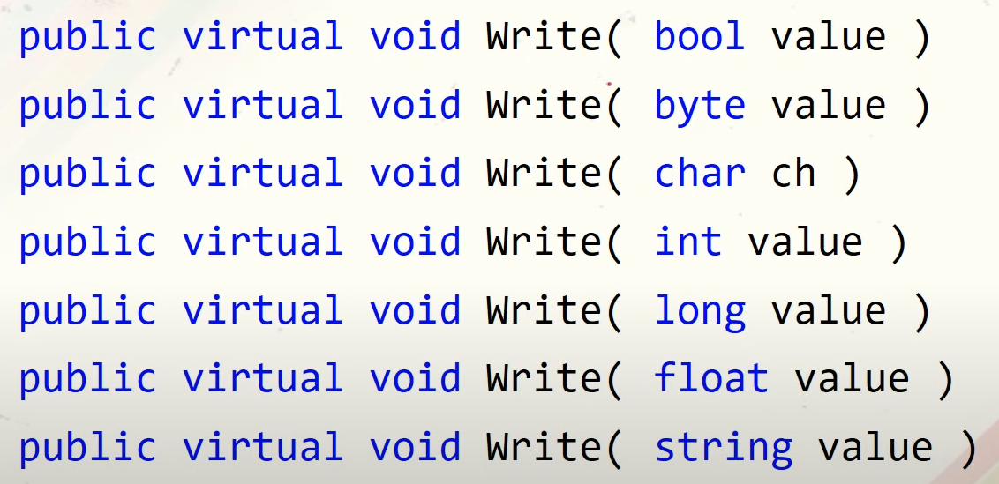 public virtual void Write( bool value )
public virtual void Write( byte value )
public virtual void Write( char ch )
public virtual void Write( int value )
public virtual void Write( long value )
public virtual void Write( float value )
public virtual void Write( string value )